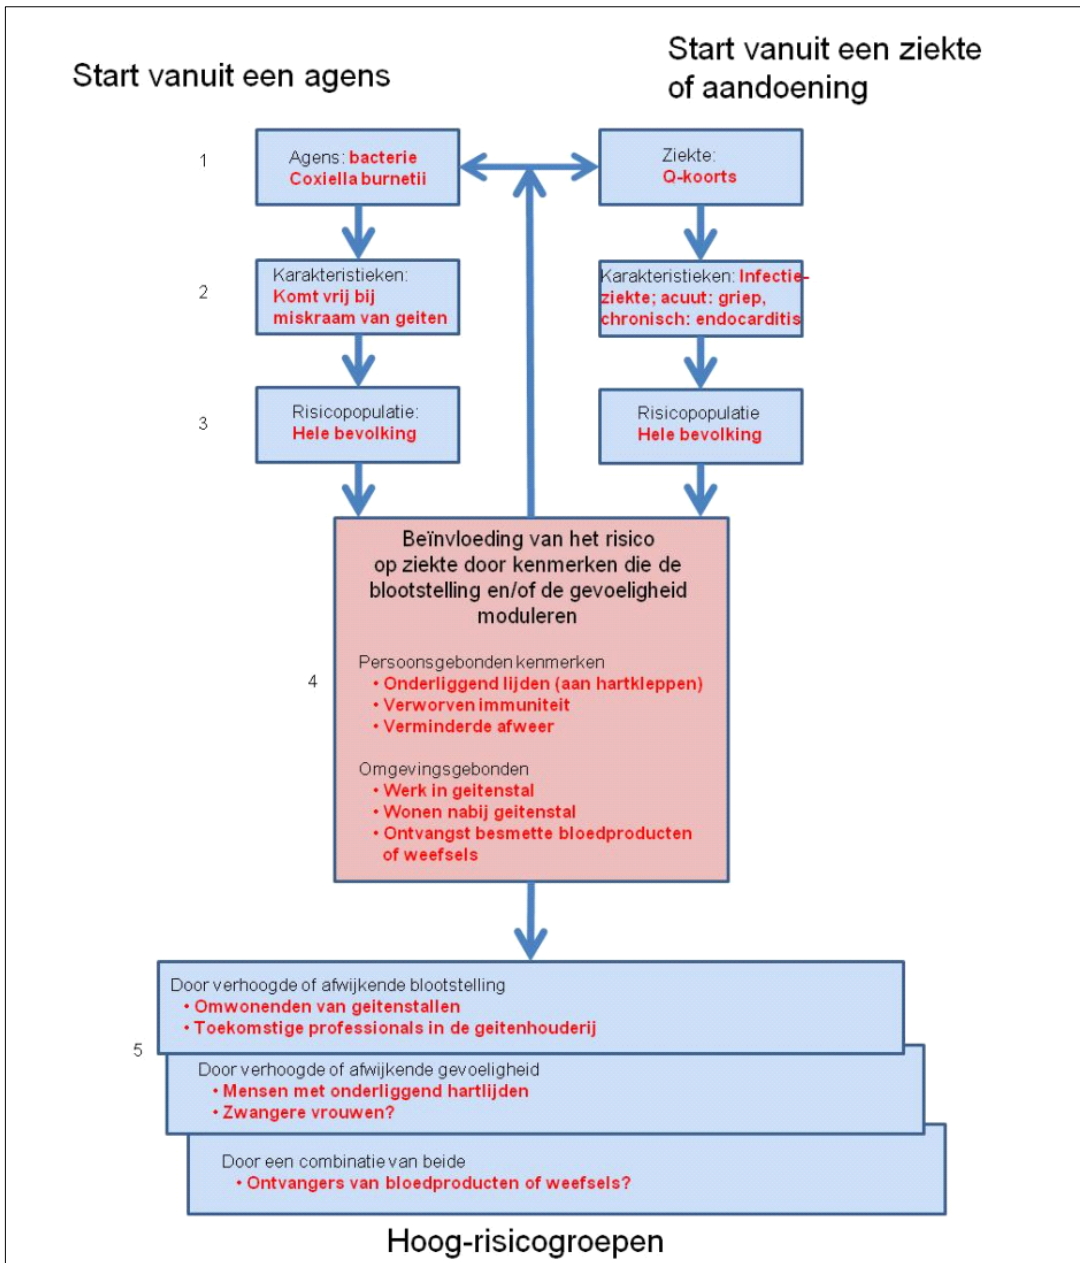 Start vanuit een agens
Start vanuit een ziekte
of aandoening
1
Agens: bacterie
Coxiella burnetii
Ziekte:
Q-koorts
2
Karakteristieken:
Komt vrij bij
miskraam van geiten
Karakteristieken: Infectie-
ziekte; acuut: griep,
chronisch: endocarditis
3
Risicopopulatie:
Hele bevolking
Risicopopulatie
Hele bevolking
4
Beïnvloeding van het risico
op ziekte door kenmerken die de
blootstelling en/of de gevoeligheid
moduleren
Persoonsgebonden kenmerken
• Onderliggend lijden (aan hartkleppen)
• Verworven immuniteit
• Verminderde afweer
Omgevingsgebonden
• Werk in geitenstal
• Wonen nabij geitenstal
• Ontvangst besmette bloedproducten
of weefsels
5
Door verhoogde of afwijkende blootstelling
• Omwonenden van geitenstallen
• Toekomstige professionals in de geitenhouderij
Door verhoogde of afwijkende gevoeligheid
• Mensen met onderliggend hartlijden
• Zwangere vrouwen?
Door een combinatie van beide
• Ontvangers van bloedproducten of weefsels?
Hoog-risicogroepen